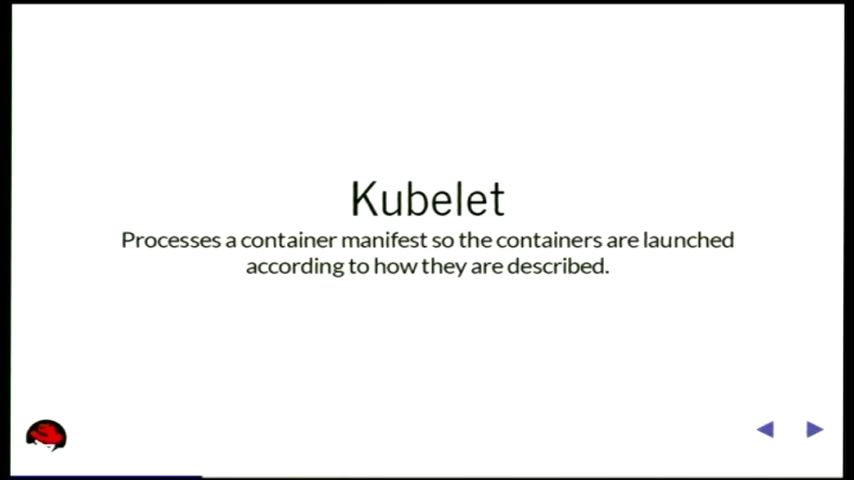 Kubelet
Processes a container manifest so the containers are launched
according to how they are described.